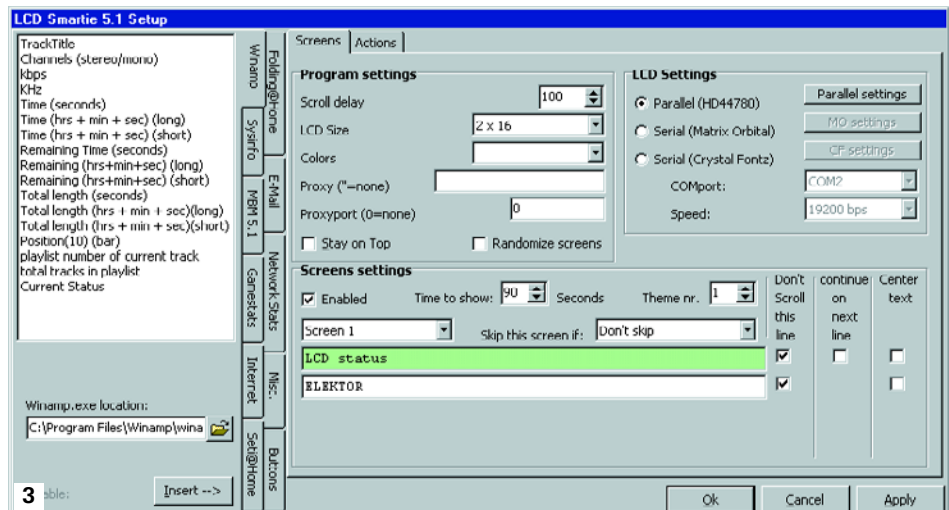 LCD Smartie 5.1 Setup
TrackTitle
Channels (stereo/mono)
kbps
KHz
Time (seconds)
Time (hrs + min + sec) (long)
Time (hrs + min + sec) (short)
Remaining Time (seconds)
Remaining (hrs+min+sec) (long)
Remaining (hrs+min+sec) (short)
Total length (seconds)
Total length (hrs + min + sec)(long)
Total length (hrs + min + sec)(short)
Position(10) (bar)
playlist number of current track
total tracks in playlist
Current Status
Winamp.exe location:
C:\Program Files\Winamp\wina
3
Insert -->
Winamp
Sysinfo
MBM 5.1
Gamestats
Internet
Seti@Home
Folding@Home
E-Mail
Network Stats
Misc.
Buttons
Screens
Actions
Program settings
Scroll delay
100
LCD Size
2 x 16
Colors
Proxy (''=none)
Proxyport (0=none)
0
Stay on Top
Randomize screens
LCD Settings
Parallel (HD44780)
Parallel settings
Serial (Matrix Orbital)
MO settings
Serial (Crystal Fontz)
CF settings
COMport:
COM2
Speed:
19200 bps
Screens settings
Enabled
Time to show:
90
Seconds
Theme nr.
1
Screen 1
Skip this screen if:
Don't skip
Don't
Scroll
this
line
continue
on
next
line
Center
text
LCD status
ELEKTOR
Ok
Cancel
Apply